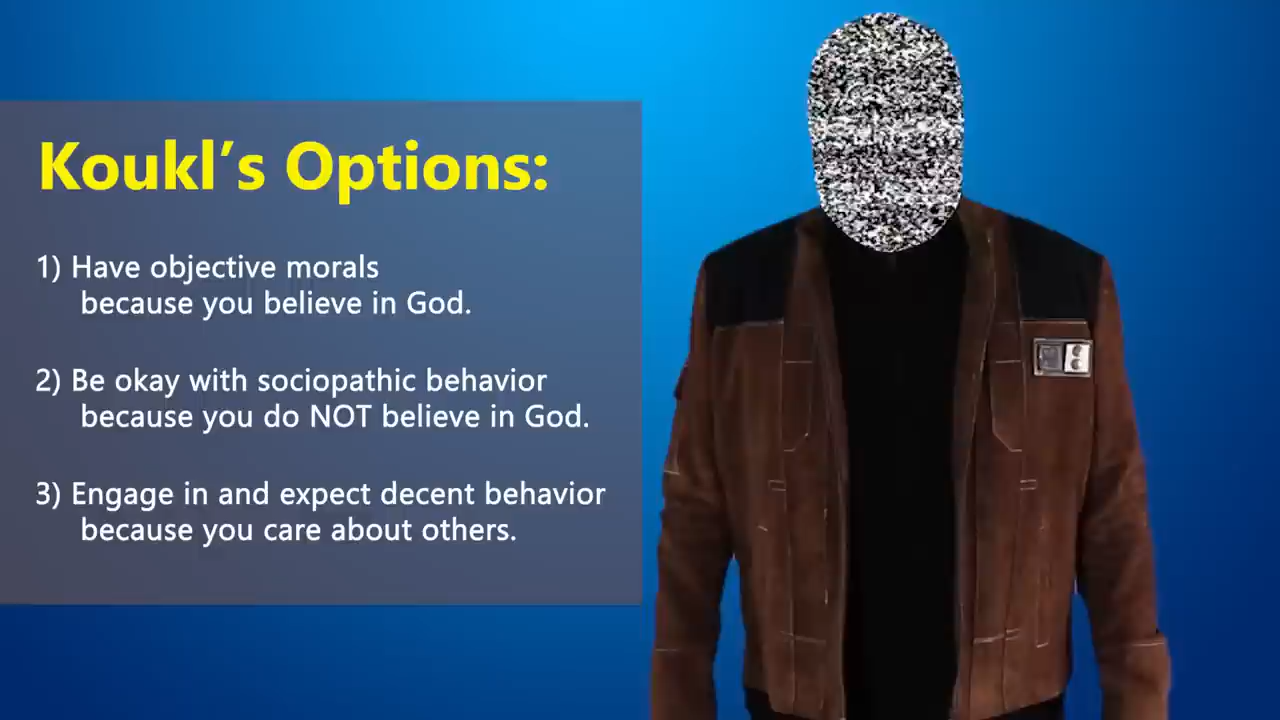 Koukl’s Options:
1) Have objective morals
because you believe in God.
2) Be okay with sociopathic behavior
because you do NOT believe in God.
3) Engage in and expect decent behavior
because you care about others.